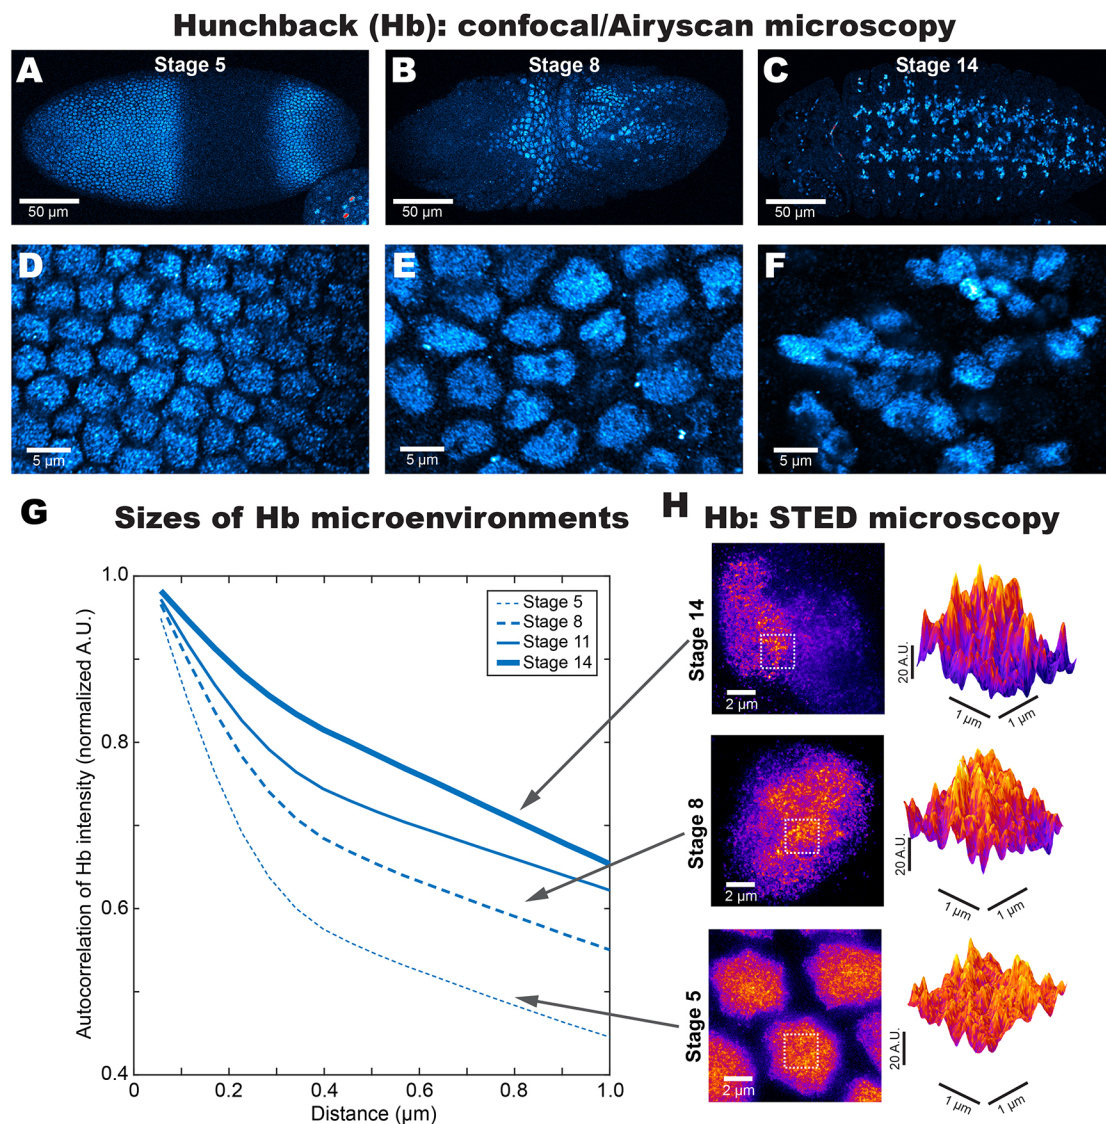 Hunchback (Hb): confocal/Airyscan microscopy
A
Stage 5
50 µm
B
Stage 8
50 µm
C
Stage 14
50 µm
D
5 µm
E
5 µm
F
5 µm
G
Sizes of Hb microenvironments
Autocorrelation of Hb intensity (normalized A.U.)
1.0
0.8
0.6
0.4
0
0.2
0.4
0.6
0.8
1.0
Distance (µm)
Stage 5
Stage 8
Stage 11
Stage 14
H
Hb: STED microscopy
Stage 14
2 µm
20 A.U.
1 µm
1 µm
Stage 8
2 µm
20 A.U.
1 µm
1 µm
Stage 5
2 µm
20 A.U.
1 µm
1 µm